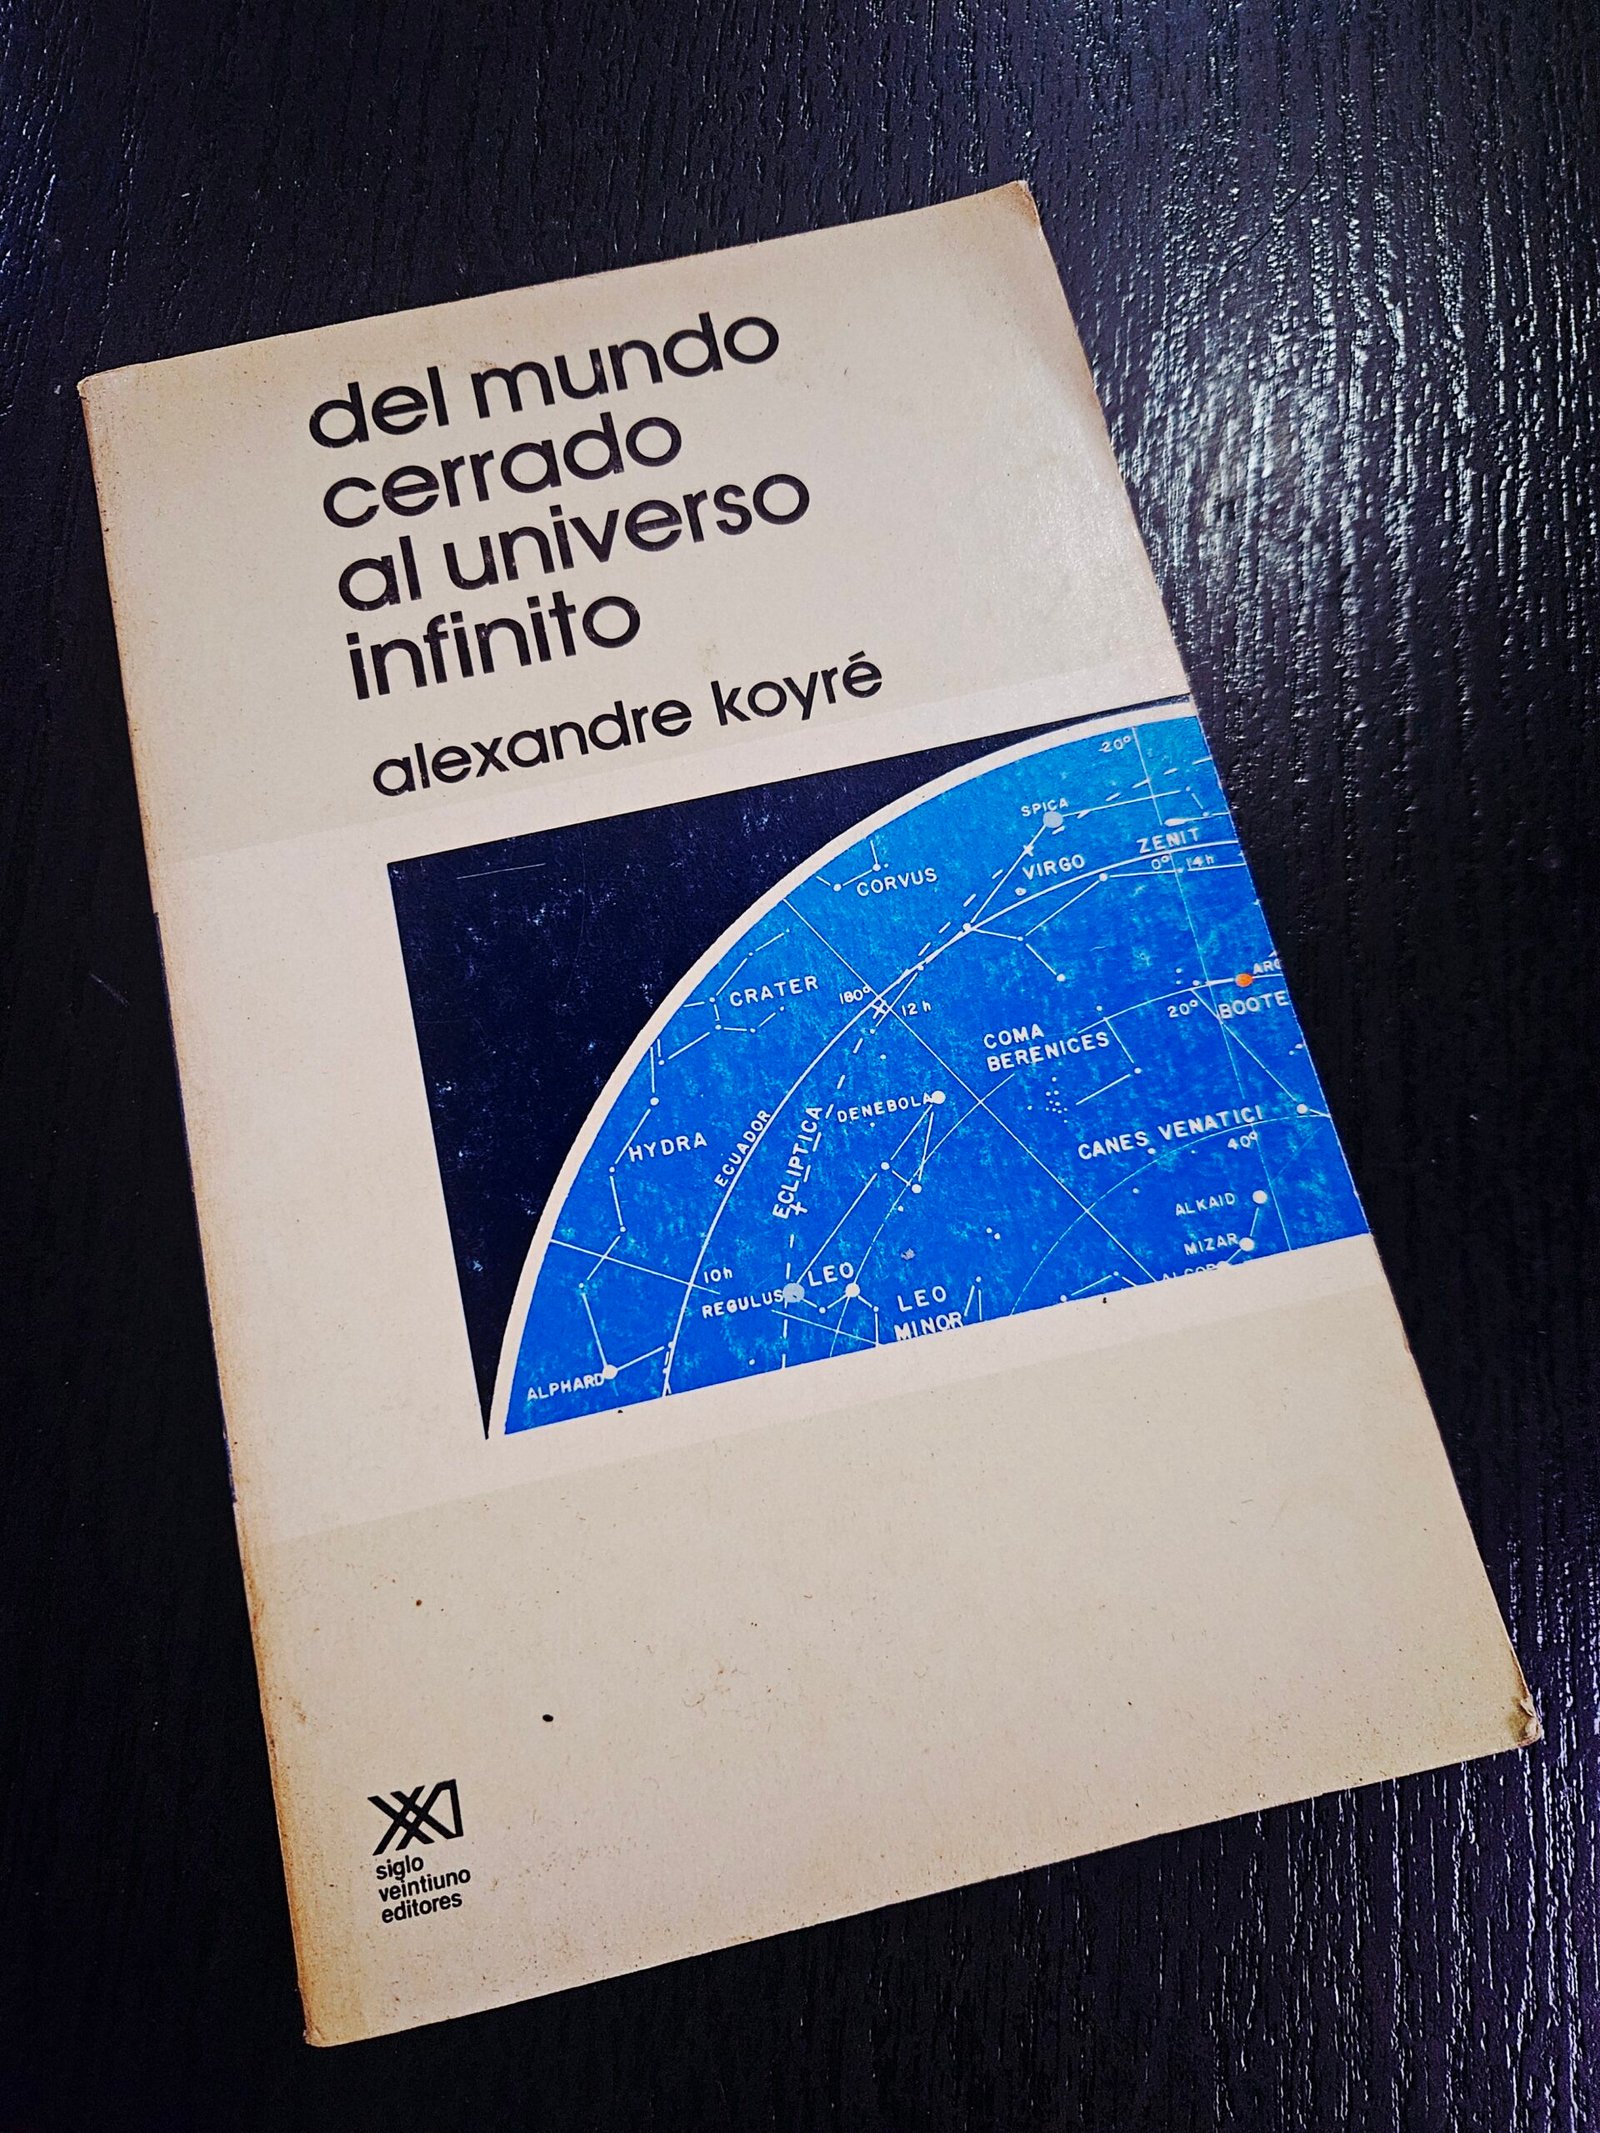 del mundo
cerrado
al universo
infinito
alexandre koyré
-20°
SPICA
ZENIT
VIRGO
0° 14h
CORVUS
CRATER
180°
12h
20°
BOOTE
COMA
BERENICES
DENEBOLA
HYDRA
ECUADOR
ECLIPTICA
CANES VENATICI
40°
ALKAID
MIZAR
10h
LEO
REGULUS
LEO
MINOR
ALPHARD
siglo
veintiuno
editores